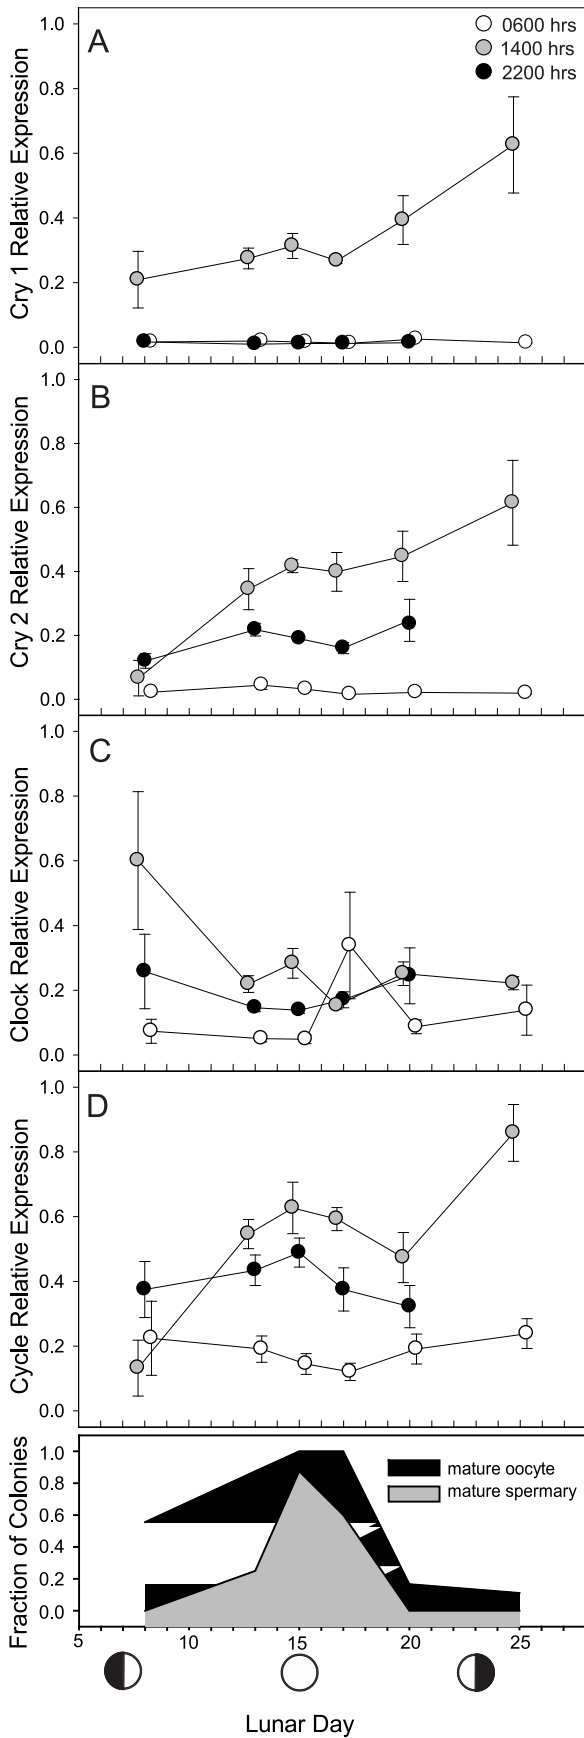 A
0600 hrs
1400 hrs
2200 hrs
Cry 1 Relative Expression
1.0
0.8
0.6
0.4
0.2
0.0
B
Cry 2 Relative Expression
1.0
0.8
0.6
0.4
0.2
0.0
C
Clock Relative Expression
1.0
0.8
0.6
0.4
0.2
0.0
D
Cycle Relative Expression
1.0
0.8
0.6
0.4
0.2
0.0
Fraction of Colonies
1.0
0.8
0.6
0.4
0.2
0.0
mature oocyte
mature spermary
5 10 15 20 25
Lunar Day